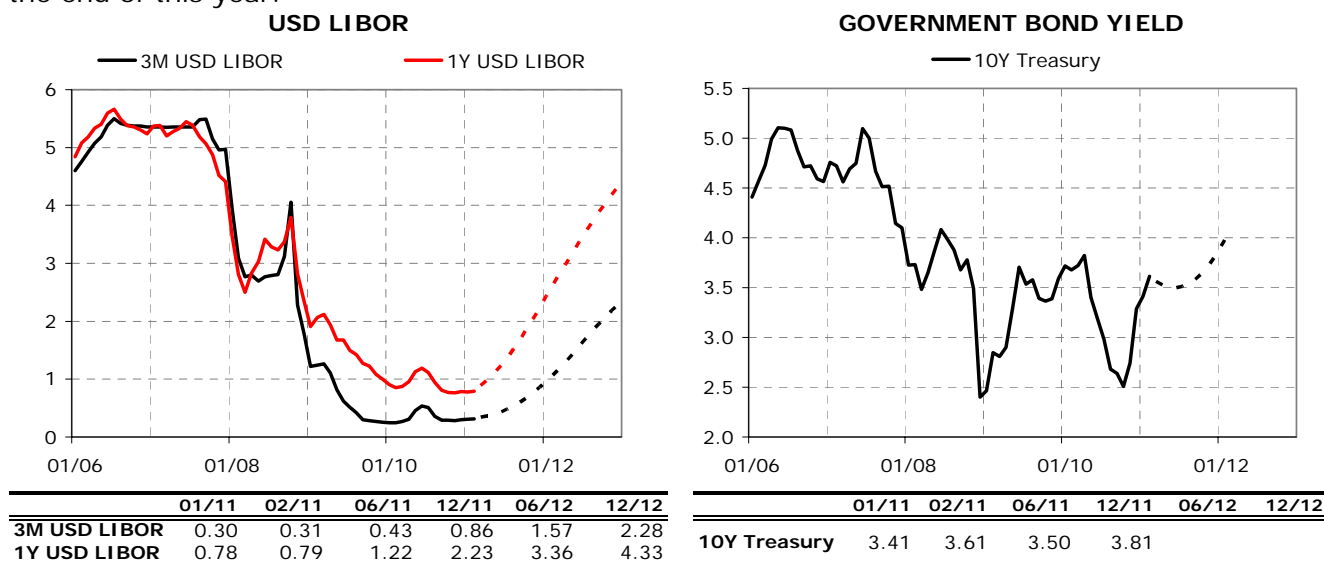 the end of this year.
USD LIBOR
3M USD LIBOR 1Y USD LIBOR
6
5
4
3
2
1
0
01/06 01/08 01/10 01/12
01/11 02/11 06/11 12/11 06/12 12/12
3M USD LIBOR 0.30 0.31 0.43 0.86 1.57 2.28
1Y USD LIBOR 0.78 0.79 1.22 2.23 3.36 4.33
GOVERNMENT BOND YIELD
10Y Treasury
5.5
5.0
4.5
4.0
3.5
3.0
2.5
2.0
01/06 01/08 01/10 01/12
01/11 02/11 06/11 12/11 06/12 12/12
10Y Treasury 3.41 3.61 3.50 3.81